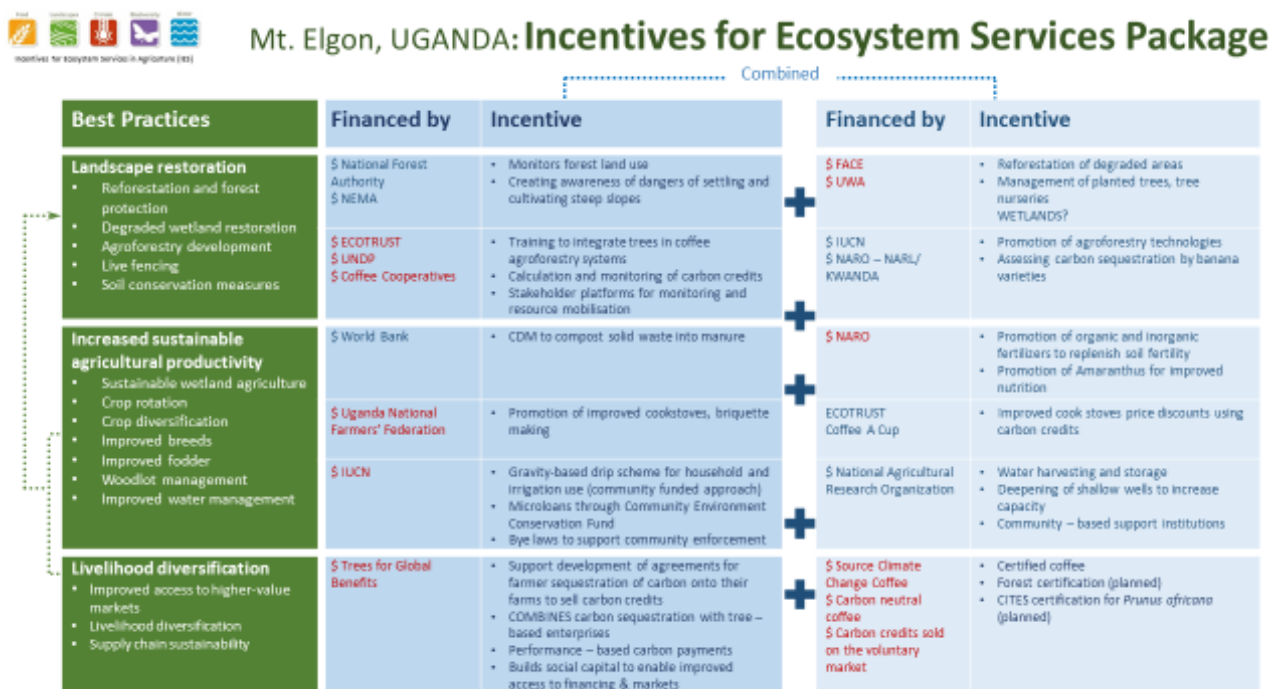 Food Landscapes Climate Biodiversity Water
Incentives for Ecosystem Services in Agriculture (IES)
Mt. Elgon, UGANDA: Incentives for Ecosystem Services Package
Combined
Best Practices
Financed by
Incentive
Financed by
Incentive
Landscape restoration
• Reforestation and forest
protection
• Degraded wetland restoration
• Agroforestry development
• Live fencing
• Soil conservation measures
$ National Forest
Authority
$ NEMA
• Monitors forest land use
• Creating awareness of dangers of settling and
cultivating steep slopes
$ FACE
$ UWA
• Reforestation of degraded areas
• Management of planted trees, tree
nurseries
WETLANDS?
$ ECOTRUST
$ UNDP
$ Coffee Cooperatives
• Training to integrate trees in coffee
agroforestry systems
• Calculation and monitoring of carbon credits
• Stakeholder platforms for monitoring and
resource mobilisation
$ IUCN
$ NARO – NARL/
KWANDA
• Promotion of agroforestry technologies
• Assessing carbon sequestration by banana
varieties
Increased sustainable
agricultural productivity
• Sustainable wetland agriculture
• Crop rotation
• Crop diversification
• Improved breeds
• Improved fodder
• Woodlot management
• Improved water management
$ World Bank
• CDM to compost solid waste into manure
$ NARO
• Promotion of organic and inorganic
fertilizers to replenish soil fertility
• Promotion of Amaranthus for improved
nutrition
$ Uganda National
Farmers' Federation
• Promotion of improved cookstoves, briquette
making
ECOTRUST
Coffee A Cup
• Improved cook stoves price discounts using
carbon credits
$ IUCN
• Gravity-based drip scheme for household and
irrigation use (community funded approach)
• Microloans through Community Environment
Conservation Fund
• Bye laws to support community enforcement
$ National Agricultural
Research Organization
• Water harvesting and storage
• Deepening of shallow wells to increase
capacity
• Community – based support institutions
Livelihood diversification
• Improved access to higher-value
markets
• Livelihood diversification
• Supply chain sustainability
$ Trees for Global
Benefits
• Support development of agreements for
farmer sequestration of carbon onto their
farms to sell carbon credits
• COMBINES carbon sequestration with tree –
based enterprises
• Performance – based carbon payments
• Builds social capital to enable improved
access to financing & markets
$ Source Climate
Change Coffee
$ Carbon neutral
coffee
$ Carbon credits sold
on the voluntary
market
• Certified coffee
• Forest certification (planned)
• CITES certification for Prunus africana
(planned)